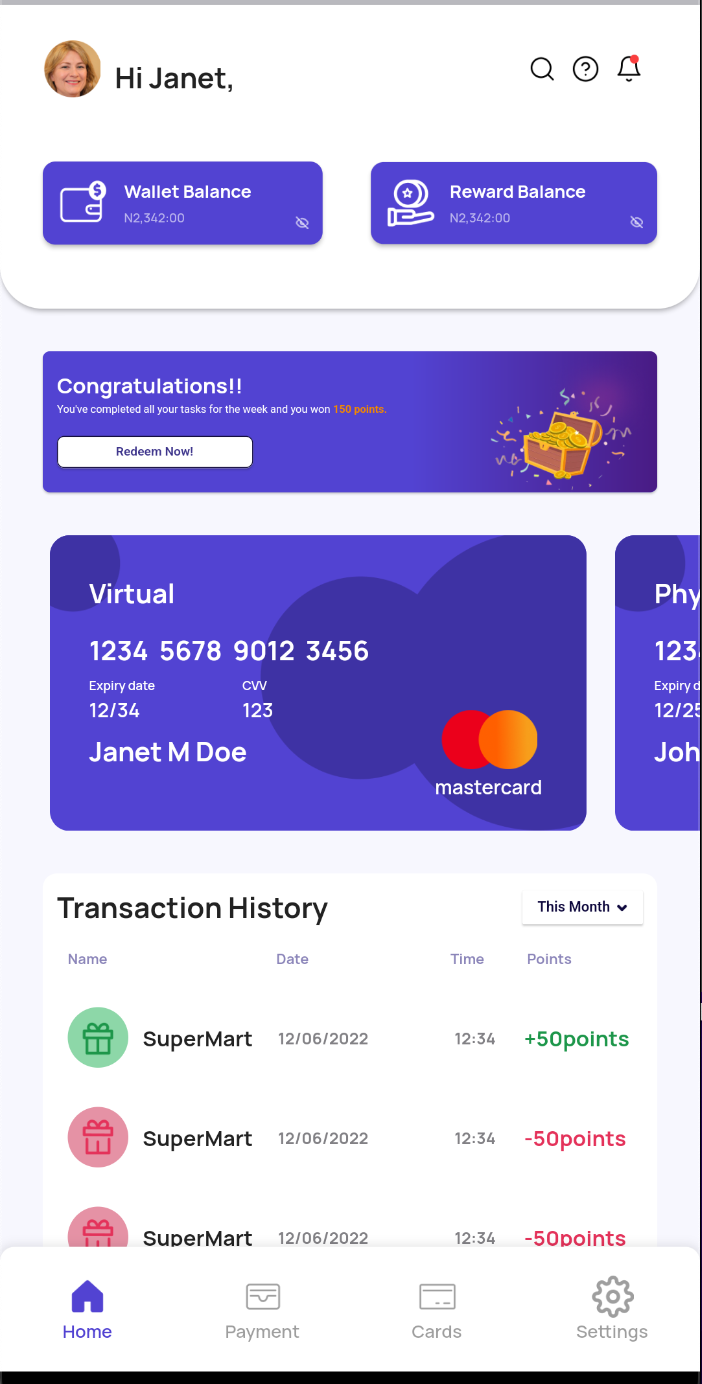 Hi Janet,
Wallet Balance
N2,342:00
Reward Balance
N2,342:00
Congratulations!!
You've completed all your tasks for the week and you won 150 points.
Redeem Now!
Virtual
1234 5678 9012 3456
Expiry date CVV
12/34 123
Janet M Doe
mastercard
Phy
123
Expiry d
12/25
Joh
Transaction History
This Month
Name Date Time Points
SuperMart 12/06/2022 12:34 +50points
SuperMart 12/06/2022 12:34 -50points
SuperMart 12/06/2022 12:34 -50points
Home Payment Cards Settings